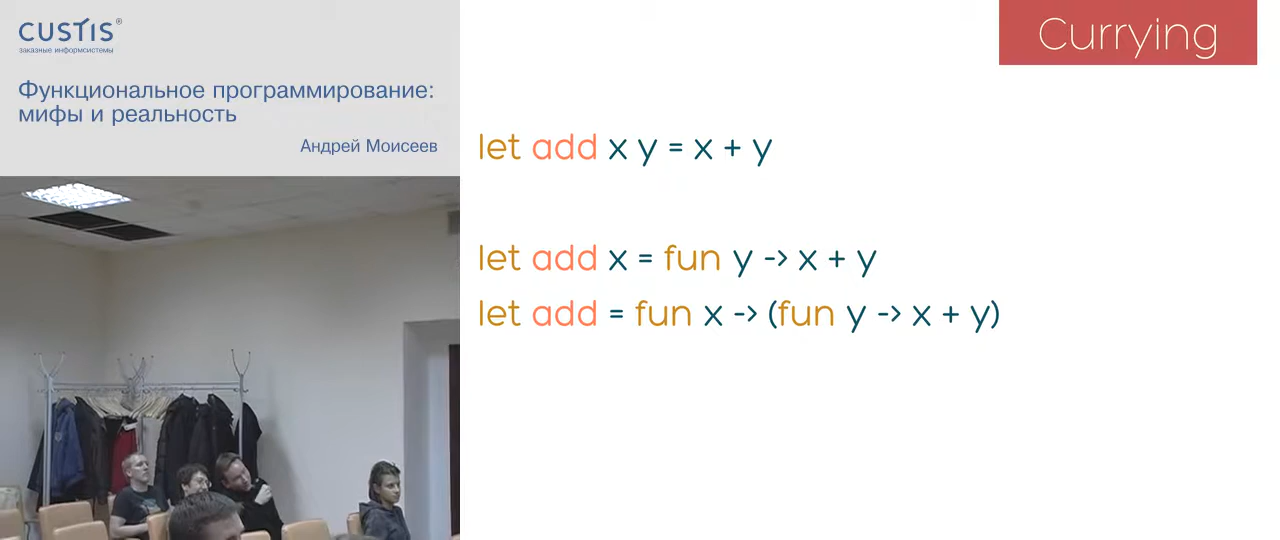 CUSTIS®
заказные информсистемы
Функциональное программирование:
мифы и реальность
Андрей Моисеев
Currying
let add x y = x + y
let add x = fun y -> x + y
let add = fun x -> (fun y -> x + y)